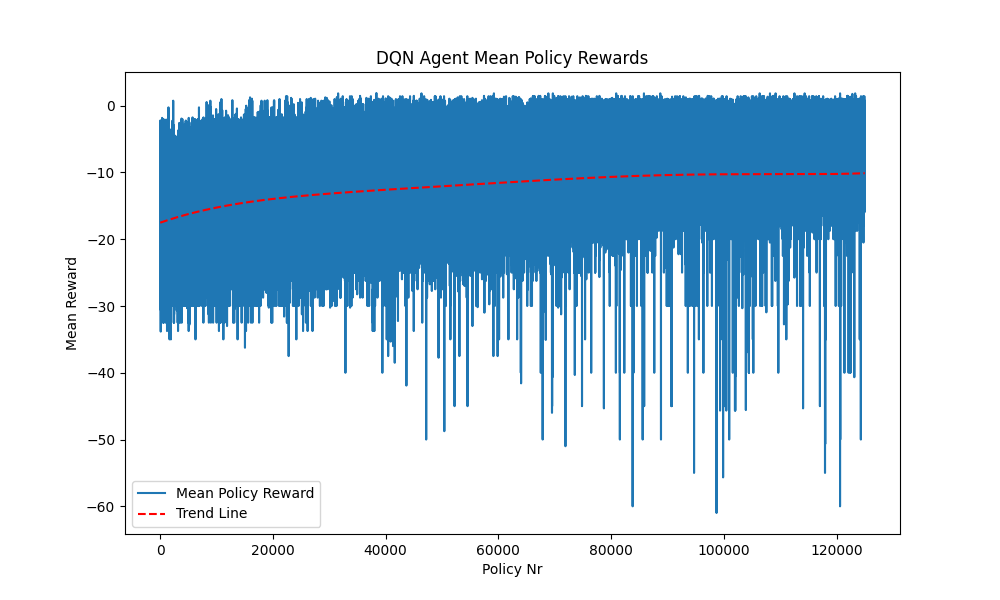 DQN Agent Mean Policy Rewards
0
−10
−20
−30
−40
−50
−60
Mean Reward
Mean Policy Reward
Trend Line
0 20000 40000 60000 80000 100000 120000
Policy Nr